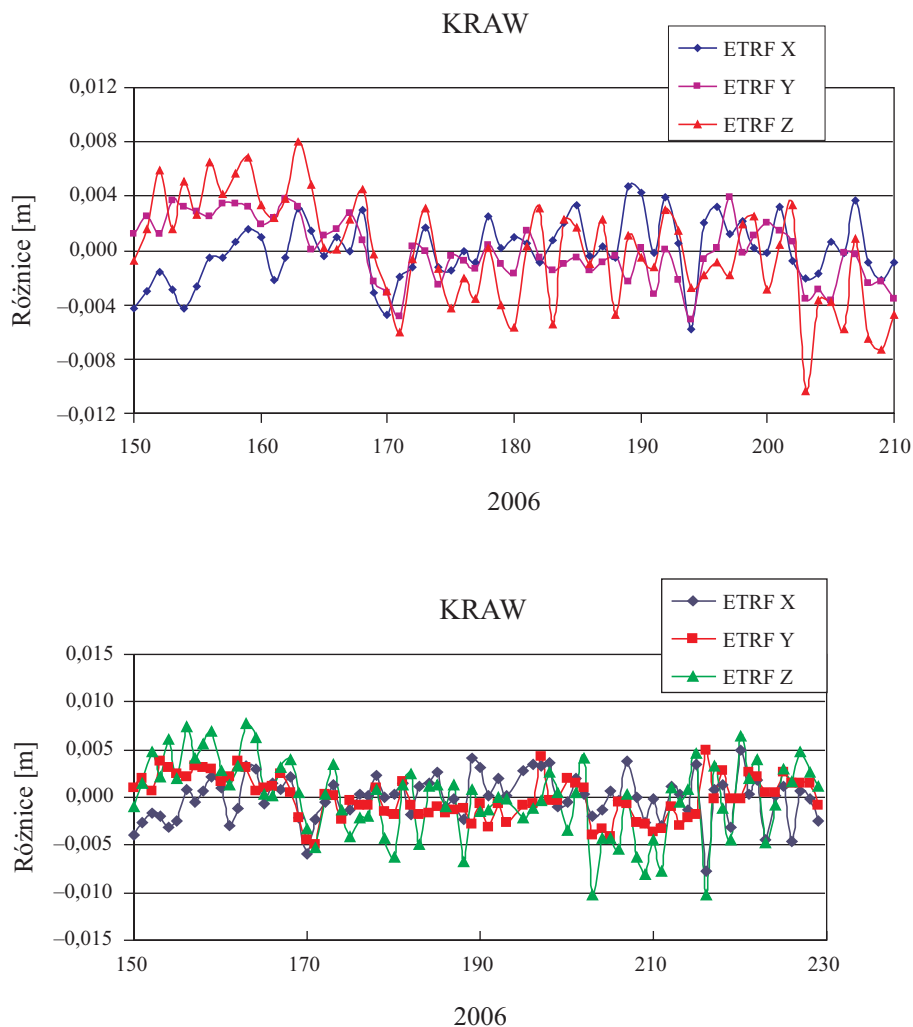 KRAW
ETRF X
ETRF Y
ETRF Z
0,012
0,008
0,004
0,000
–0,004
–0,008
–0,012
Różnice [m]
150 160 170 180 190 200 210
2006
KRAW
ETRF X
ETRF Y
ETRF Z
0,015
0,010
0,005
0,000
–0,005
–0,010
–0,015
Różnice [m]
150 170 190 210 230
2006